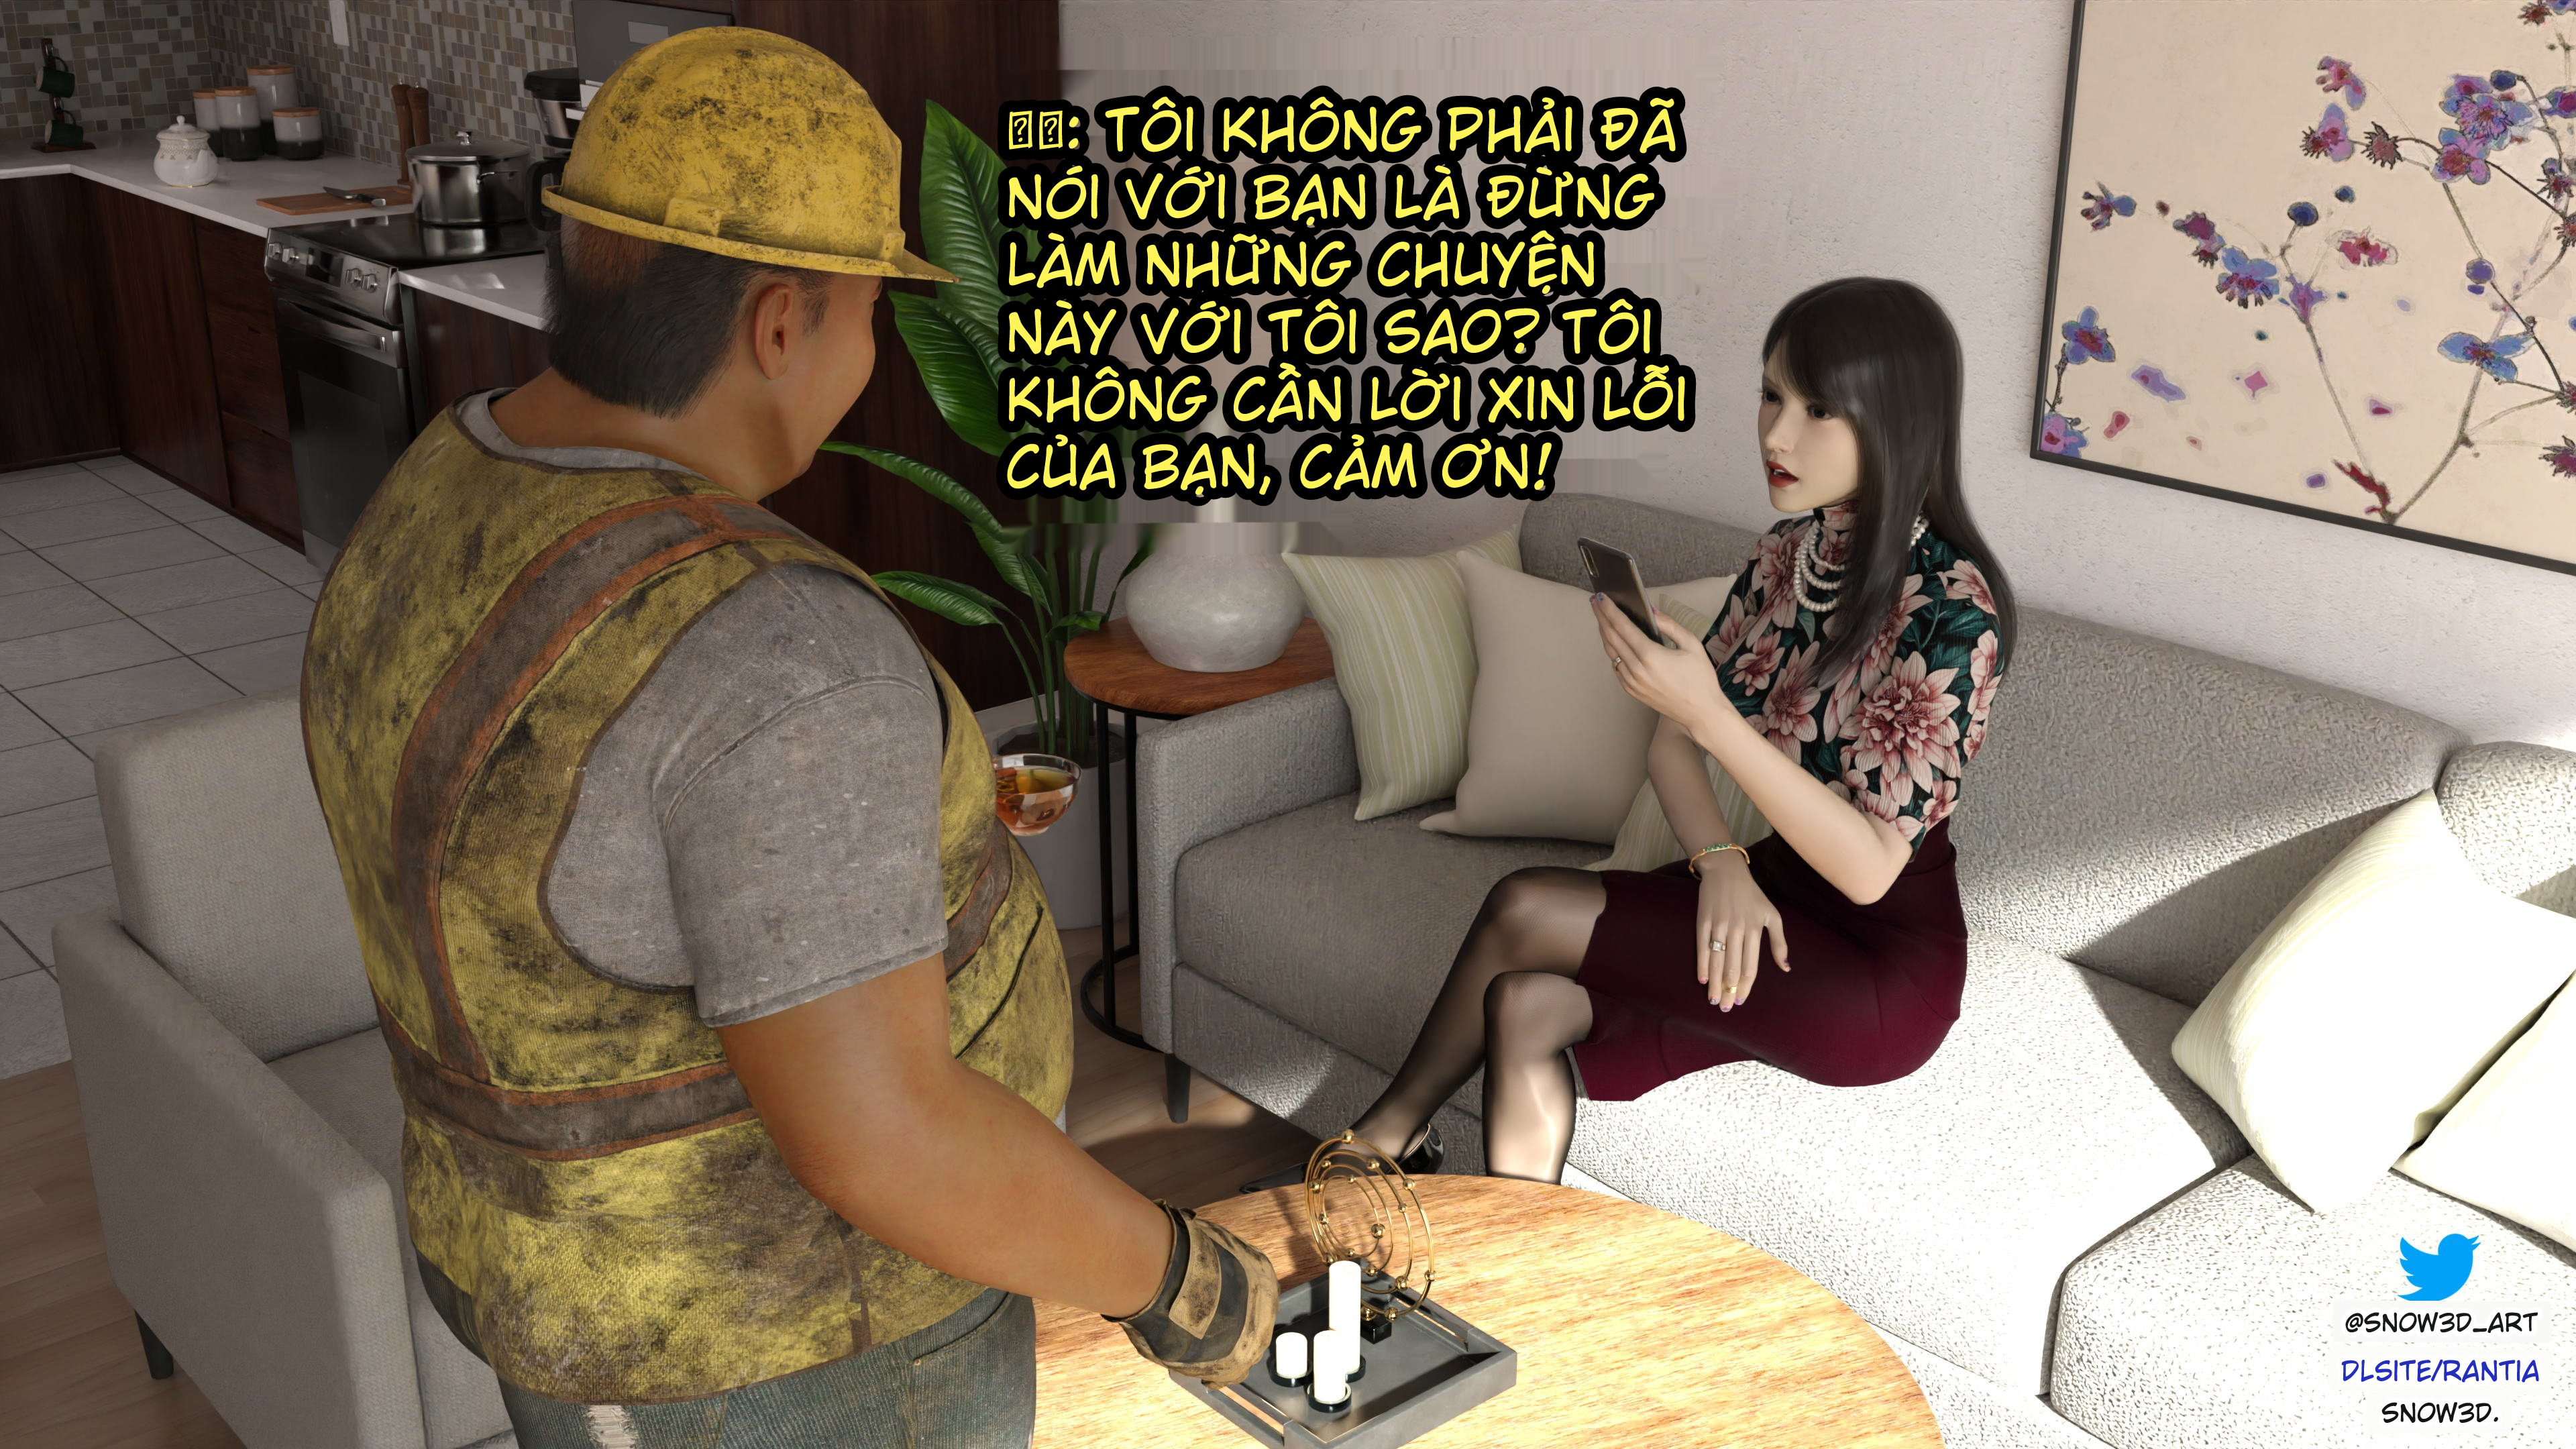 : TÔI KHÔNG PHẢI ĐÃ
NÓI VỚI BẠN LÀ ĐỪNG
LÀM NHỮNG CHUYỆN
NÀY VỚI TÔI SAO? TÔI
KHÔNG CẦN LỜI XIN LỖI
CỦA BẠN, CẢM ƠN!
@SNOW3D_ART
DLSITE/RANTIA
SNOW3D.